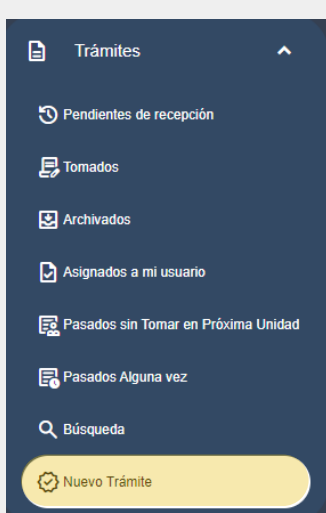 Trámites
Pendientes de recepción
Tomados
Archivados
Asignados a mi usuario
Pasados sin Tomar en Próxima Unidad
Pasados Alguna vez
Búsqueda
Nuevo Trámite